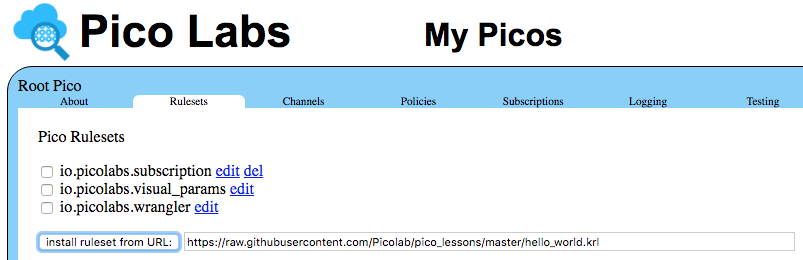 Pico Labs My Picos
Root Pico
About Rulesets Channels Policies Subscriptions Logging Testing
Pico Rulesets
io.picolabs.subscription edit del
io.picolabs.visual_params edit
io.picolabs.wrangler edit
install ruleset from URL: https://raw.githubusercontent.com/Picolab/pico_lessons/master/hello_world.krl